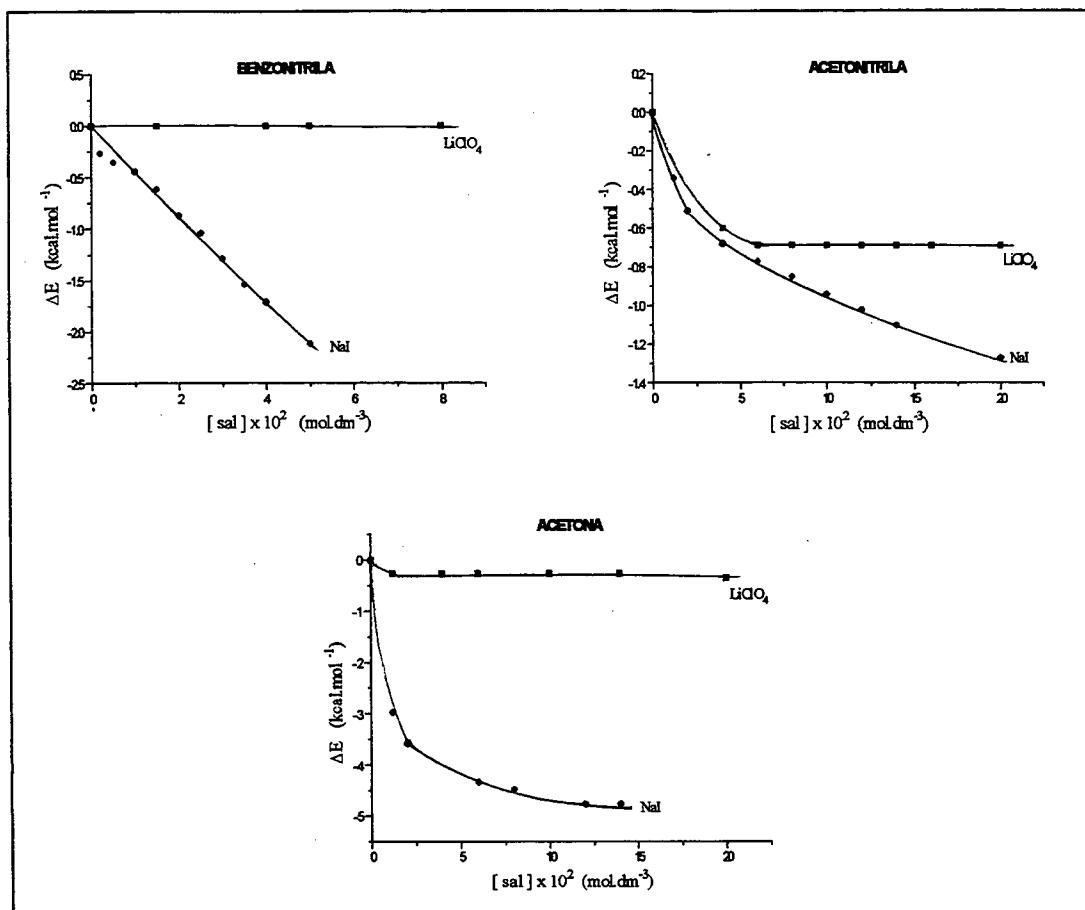 BENZONITRILA
0.5
0.0
-0.5
-1.0
-1.5
-2.0
-2.5
ΔE (kcal.mol⁻¹)
LiClO₄
NaI
0 2 4 6 8
[ sal ] x 10² (mol.dm⁻³)
ACETONITRILA
0.2
0.0
-0.2
-0.4
-0.6
-0.8
-1.0
-1.2
-1.4
ΔE (kcal.mol⁻¹)
LiClO₄
NaI
0 5 10 15 20
[ sal ] x 10² (mol.dm⁻³)
ACETONA
0
-1
-2
-3
-4
-5
ΔE (kcal.mol⁻¹)
LiClO₄
NaI
0 5 10 15 20
[ sal ] x 10² (mol.dm⁻³)